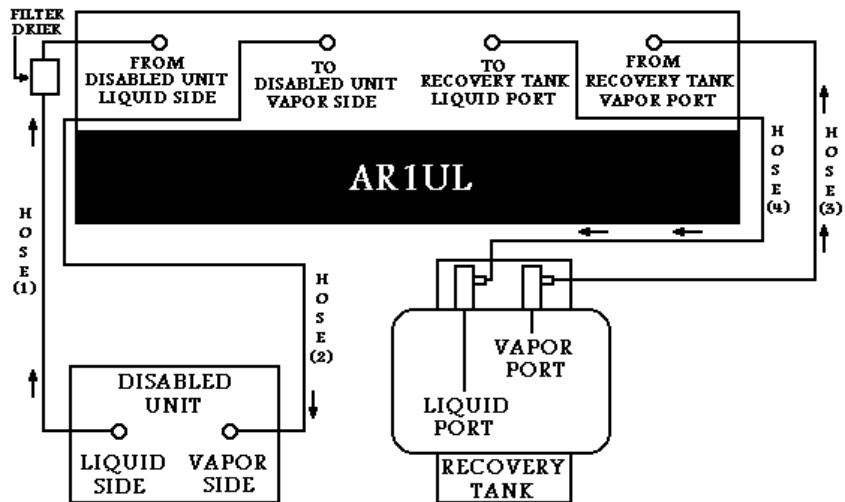 FILTER
DRIER
FROM
DISABLED UNIT
LIQUID SIDE
TO
DISABLED UNIT
VAPOR SIDE
TO
RECOVERY TANK
LIQUID PORT
FROM
RECOVERY TANK
VAPOR PORT
AR1UL
HOSE
(1)
HOSE
(2)
HOSE
(4)
HOSE
(3)
DISABLED
UNIT
LIQUID
SIDE
VAPOR
SIDE
VAPOR
PORT
LIQUID
PORT
RECOVERY
TANK